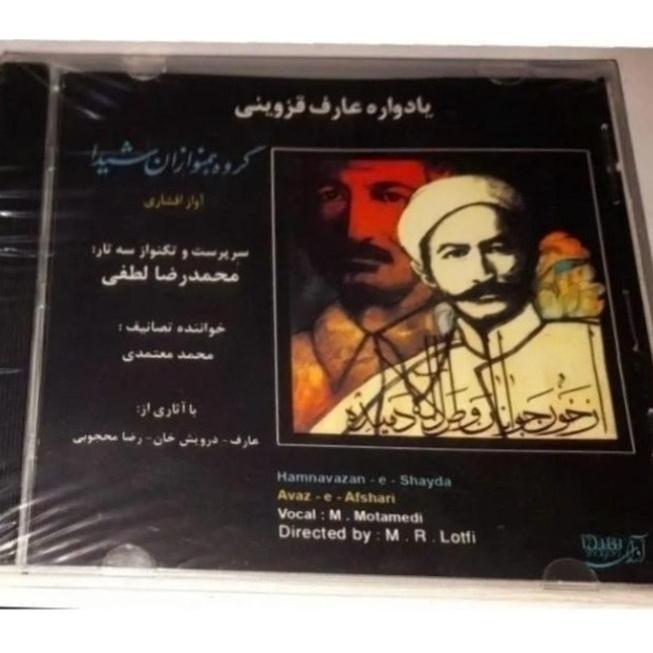 یادواره عارف قزوینی
گروه همنوازان شیدا
آواز افشاری
سرپرست و تکنواز سه تار:
محمدرضا لطفی
خواننده تصانیف:
محمد معتمدی
با آثاری از:
عارف - درویش خان - رضا محجوبی
از خون جوانان وطن لاله دمیده
Hamnavazan - e - Shayda
Avaz - e - Afshari
Vocal : M . Motamedi
Directed by : M . R . Lotfi